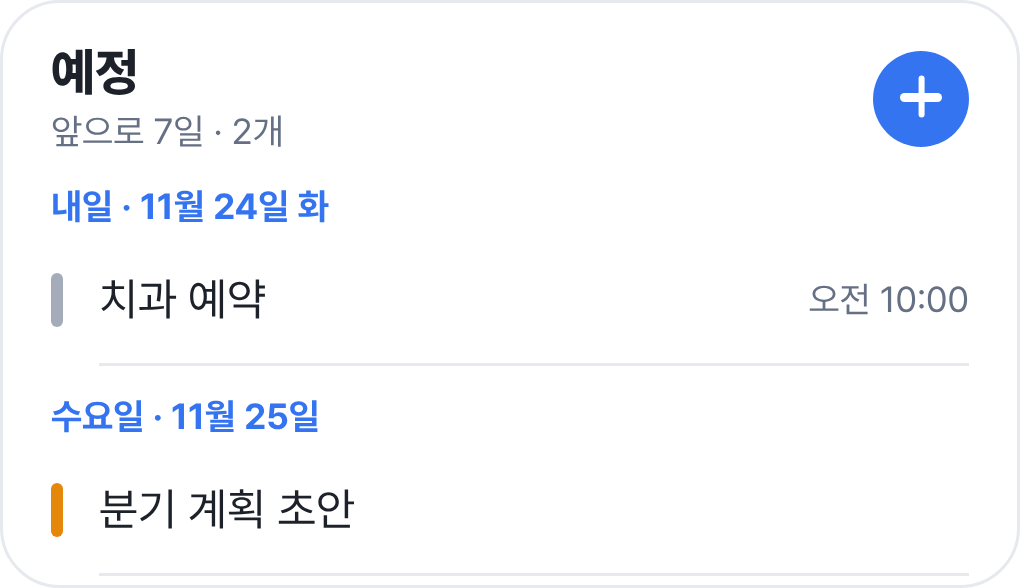 예정
앞으로 7일 · 2개
내일 · 11월 24일 화
치과 예약 오전 10:00
수요일 · 11월 25일
분기 계획 초안